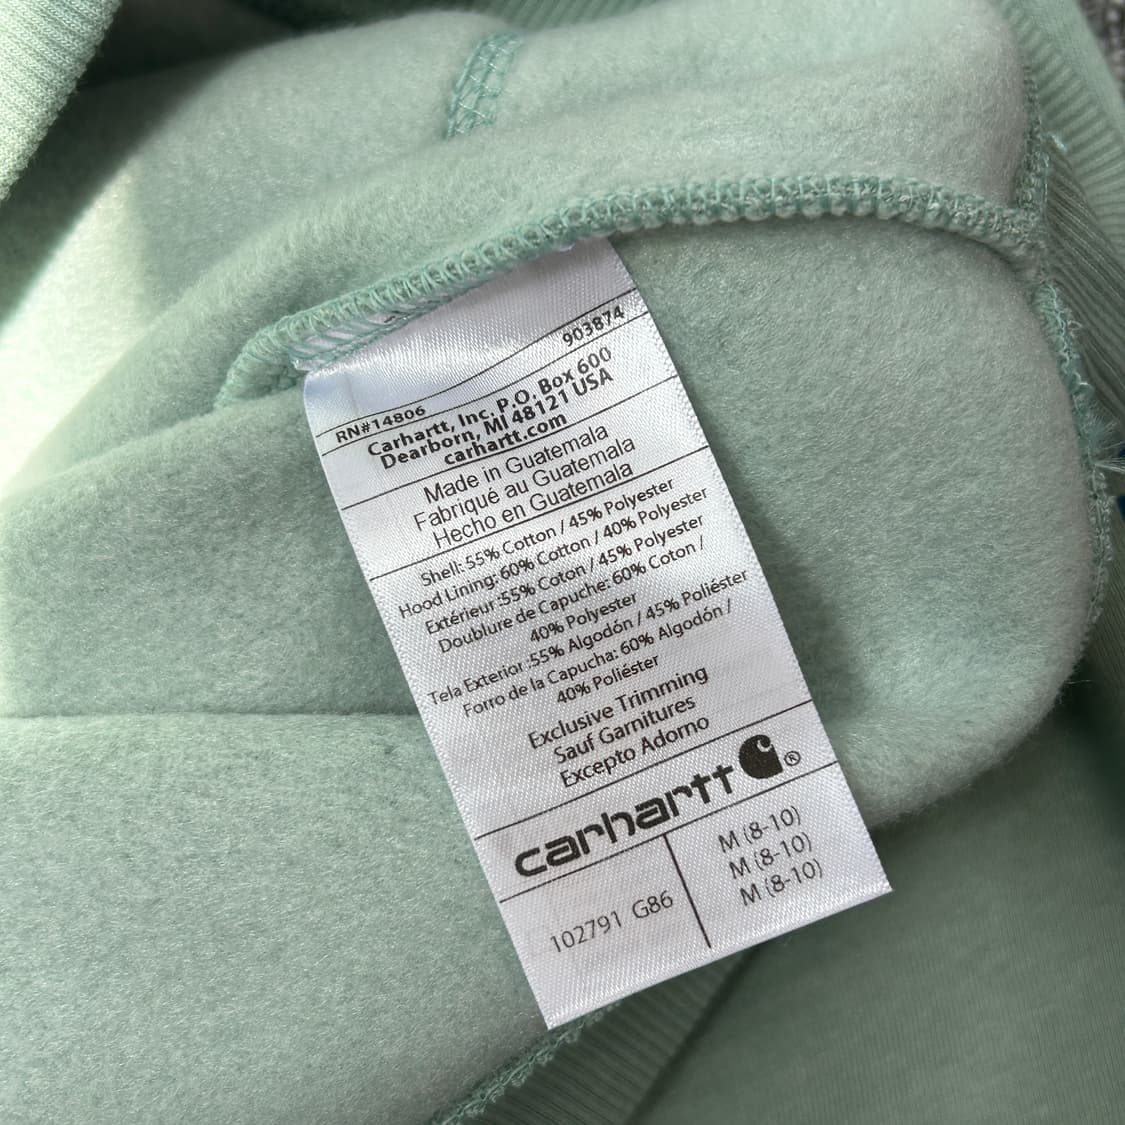 RN#14806 903874
Carhartt, Inc. P.O. Box 600
Dearborn, MI 48121 USA
carhartt.com
Made in Guatemala
Fabriqué au Guatemala
Hecho en Guatemala
Shell: 55% Cotton / 45% Polyester
Hood Lining: 60% Cotton / 40% Polyester
Extérieur :55% Coton / 45% Polyester
Doublure de Capuche: 60% Coton /
40% Polyester
Tela Exterior :55% Algodón / 45% Poliéster
Forro de la Capucha: 60% Algodón /
40% Poliéster
Exclusive Trimming
Sauf Garnitures
Excepto Adorno
carhartt ®
102791 G86
M (8-10)
M (8-10)
M (8-10)